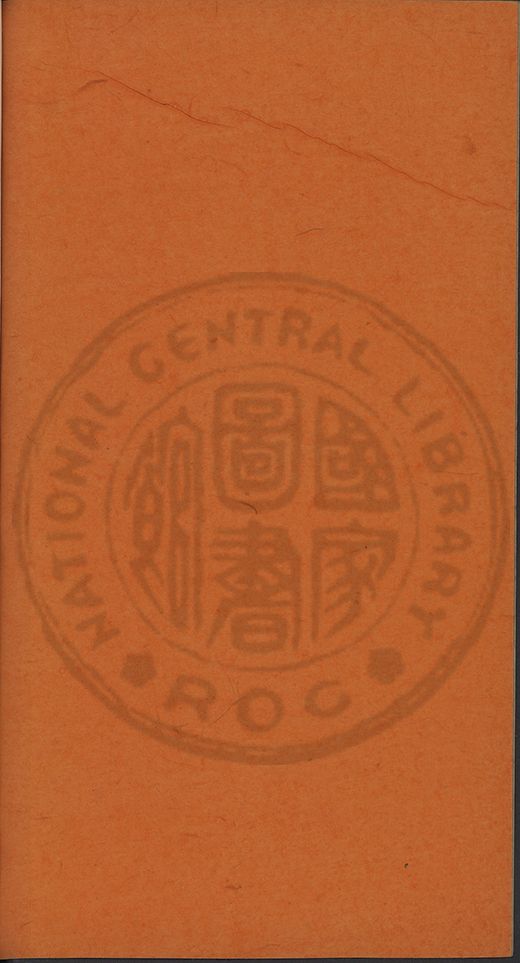 NATIONAL CENTRAL LIBRARY
國家
圖書
館
ROC